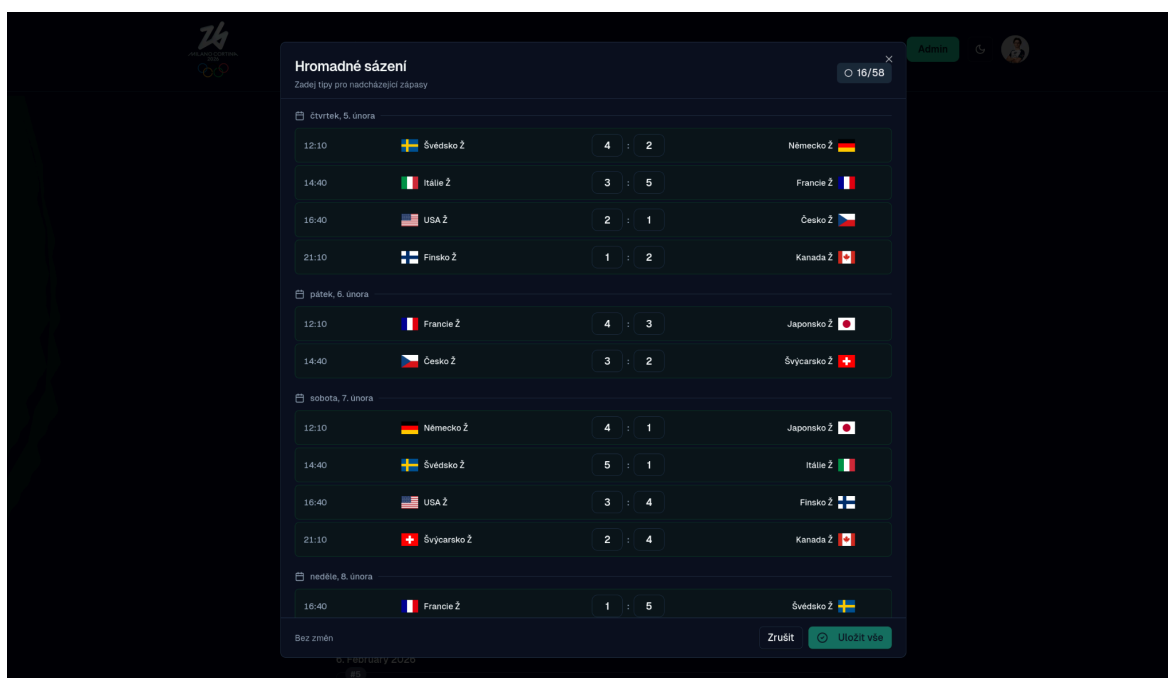 MILANO CORTINA
2026
Admin
Hromadné sázení
16/58
Zadej tipy pro nadcházející zápasy
čtvrtek, 5. února
12:10 Švédsko Ž 4 : 2 Německo Ž
14:40 Itálie Ž 3 : 5 Francie Ž
16:40 USA Ž 2 : 1 Česko Ž
21:10 Finsko Ž 1 : 2 Kanada Ž
pátek, 6. února
12:10 Francie Ž 4 : 3 Japonsko Ž
14:40 Česko Ž 3 : 2 Švýcarsko Ž
sobota, 7. února
12:10 Německo Ž 4 : 1 Japonsko Ž
14:40 Švédsko Ž 5 : 1 Itálie Ž
16:40 USA Ž 3 : 4 Finsko Ž
21:10 Švýcarsko Ž 2 : 4 Kanada Ž
neděle, 8. února
16:40 Francie Ž 1 : 5 Švédsko Ž
Bez změn Zrušit Uložit vše
6. February 2026
#5